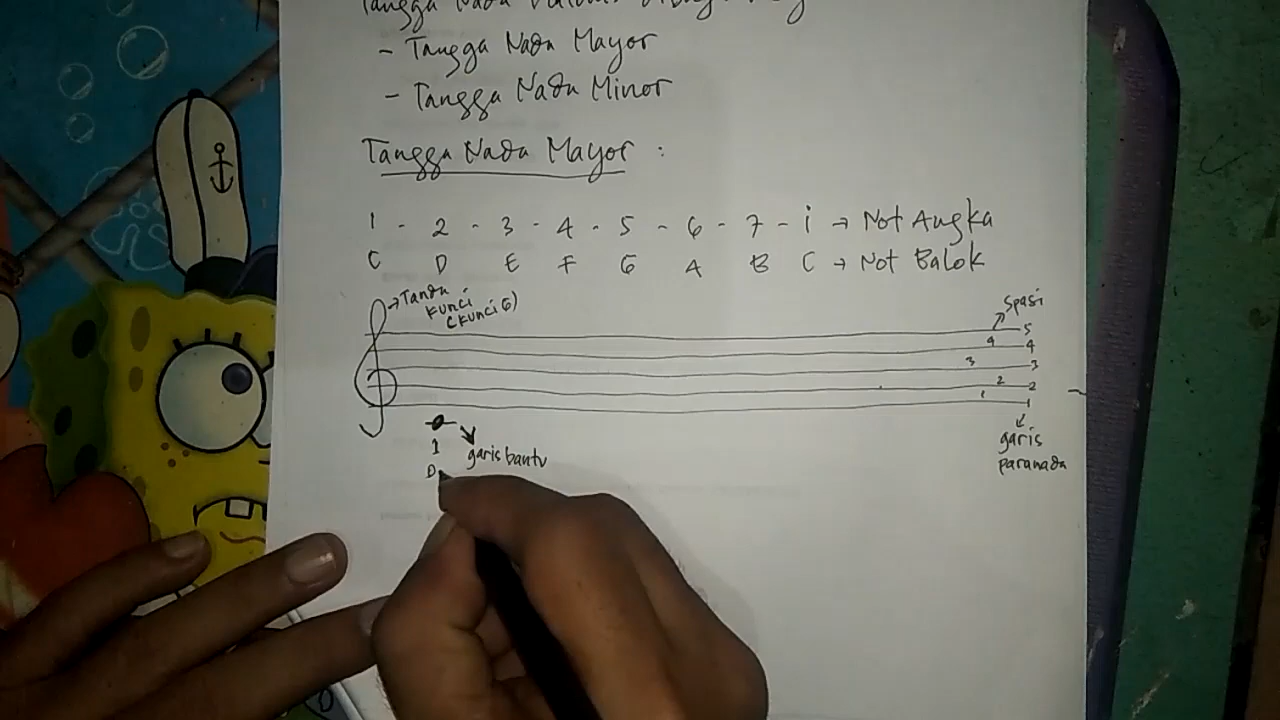 Tangga Nada
- Tangga Nada Mayor
- Tangga Nada Minor
Tangga Nada Mayor :
1 - 2 - 3 - 4 - 5 - 6 - 7 - i → Not Angka
C D E F G A B C → Not Balok
→ Tanda
kunci
(kunci G)
spasi
5
4
3
2
1
4
3
2
1
garis
paranada
garis bantu
1
D